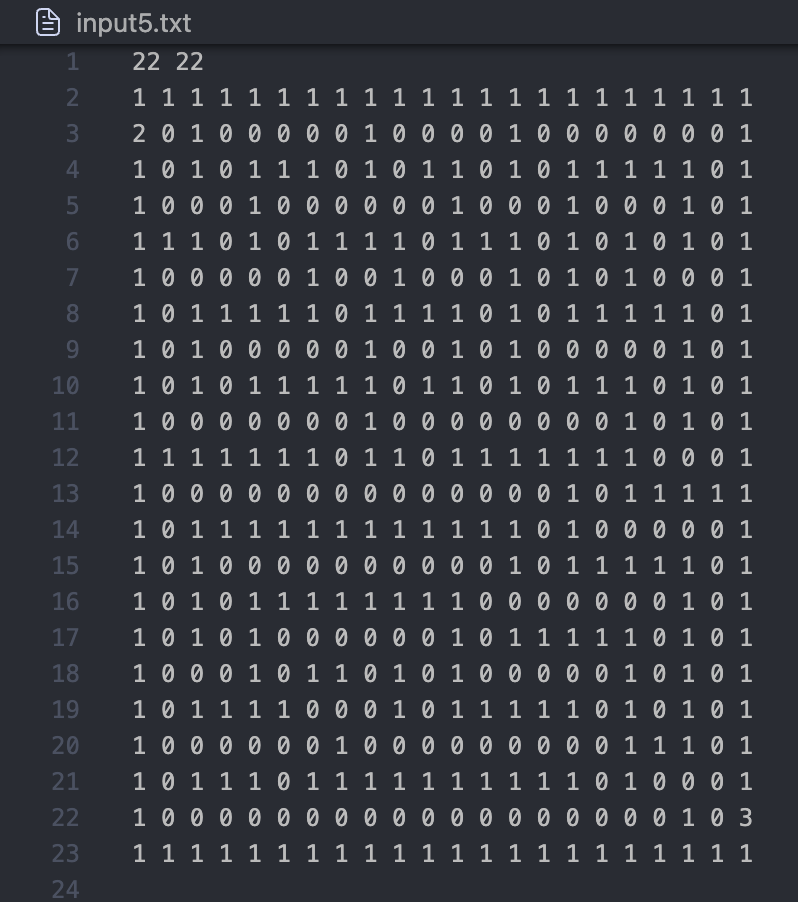 input5.txt
1 22 22
2 1 1 1 1 1 1 1 1 1 1 1 1 1 1 1 1 1 1 1 1 1 1
3 2 0 1 0 0 0 0 0 1 0 0 0 0 1 0 0 0 0 0 0 0 1
4 1 0 1 0 1 1 1 0 1 0 1 1 0 1 0 1 1 1 1 1 0 1
5 1 0 0 0 1 0 0 0 0 0 0 1 0 0 0 1 0 0 0 1 0 1
6 1 1 1 0 1 0 1 1 1 1 0 1 1 1 0 1 0 1 0 1 0 1
7 1 0 0 0 0 0 1 0 0 1 0 0 0 1 0 1 0 1 0 0 0 1
8 1 0 1 1 1 1 1 0 1 1 1 1 0 1 0 1 1 1 1 1 0 1
9 1 0 1 0 0 0 0 0 1 0 0 1 0 1 0 0 0 0 0 1 0 1
10 1 0 1 0 1 1 1 1 1 0 1 1 0 1 0 1 1 1 0 1 0 1
11 1 0 0 0 0 0 0 0 1 0 0 0 0 0 0 0 0 1 0 1 0 1
12 1 1 1 1 1 1 1 0 1 1 0 1 1 1 1 1 1 1 0 0 0 1
13 1 0 0 0 0 0 0 0 0 0 0 0 0 0 0 1 0 1 1 1 1 1
14 1 0 1 1 1 1 1 1 1 1 1 1 1 1 0 1 0 0 0 0 0 1
15 1 0 1 0 0 0 0 0 0 0 0 0 0 1 0 1 1 1 1 1 0 1
16 1 0 1 0 1 1 1 1 1 1 1 1 0 0 0 0 0 0 0 1 0 1
17 1 0 1 0 1 0 0 0 0 0 0 1 0 1 1 1 1 1 0 1 0 1
18 1 0 0 0 1 0 1 1 0 1 0 1 0 0 0 0 0 1 0 1 0 1
19 1 0 1 1 1 1 0 0 0 1 0 1 1 1 1 1 0 1 0 1 0 1
20 1 0 0 0 0 0 0 1 0 0 0 0 0 0 0 0 0 1 1 1 0 1
21 1 0 1 1 1 0 1 1 1 1 1 1 1 1 1 1 0 1 0 0 0 1
22 1 0 0 0 0 0 0 0 0 0 0 0 0 0 0 0 0 0 0 1 0 3
23 1 1 1 1 1 1 1 1 1 1 1 1 1 1 1 1 1 1 1 1 1 1
24